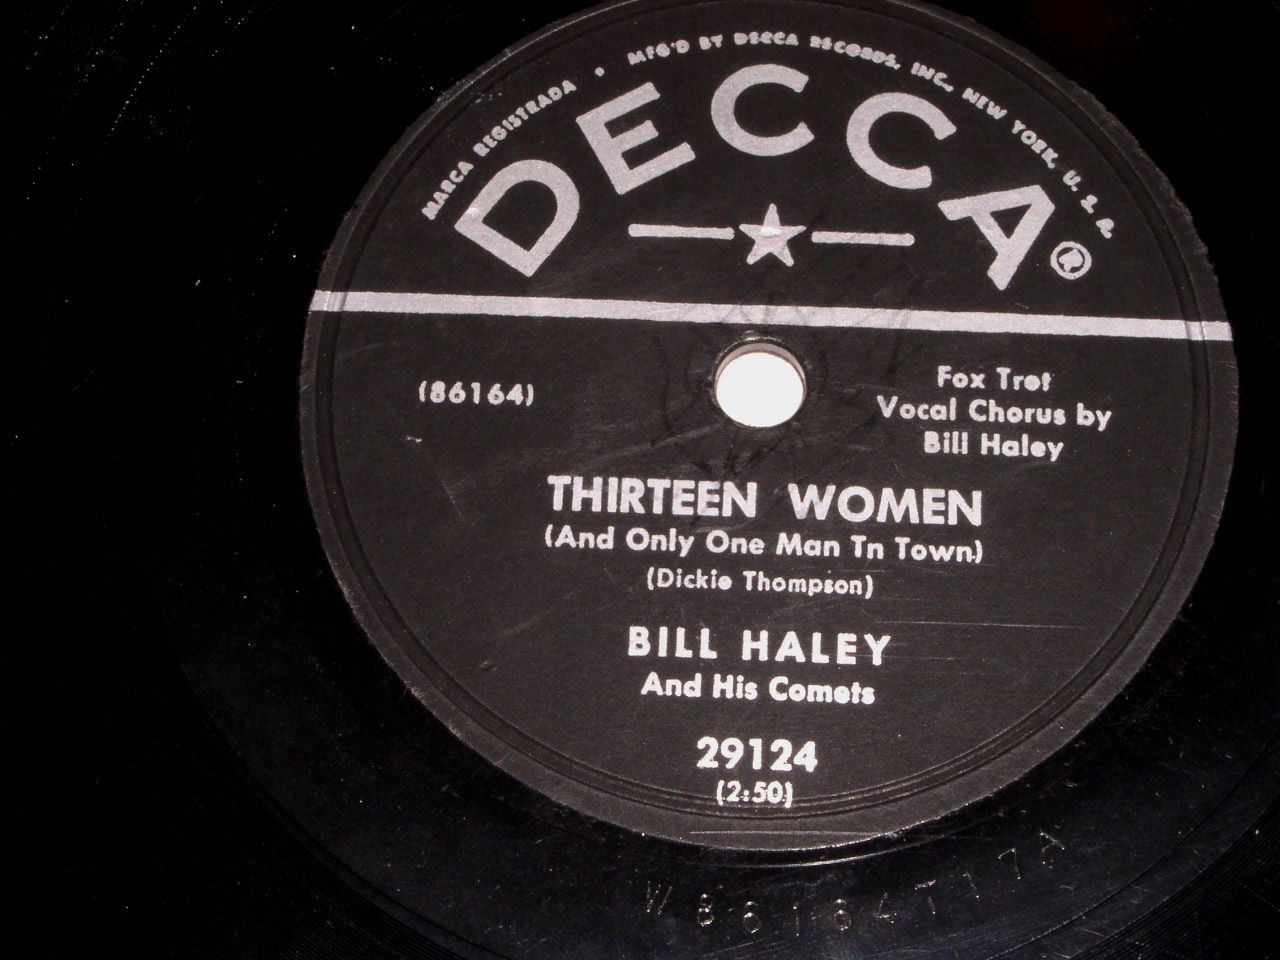 MARCA REGISTRADA • MFG'D BY DECCA RECORDS, INC., NEW YORK, U. S. A.
DECCA
®
(86164)
Fox Trot
Vocal Chorus by
Bill Haley
THIRTEEN WOMEN
(And Only One Man Tn Town)
(Dickie Thompson)
BILL HALEY
And His Comets
29124
(2:50)
W 86164T17A